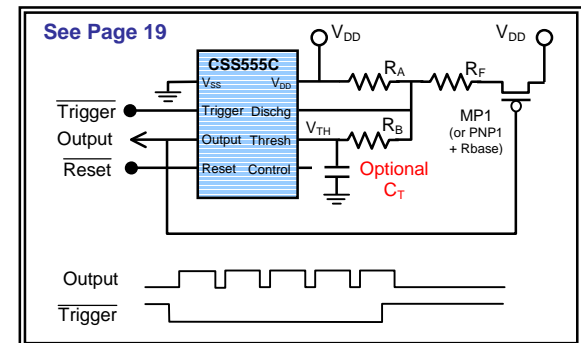 See Page 19
CSS555C
VSS VDD
Trigger Dischg
Output Thresh
Reset Control
Trigger
Output
Reset
VDD
RA
RF
VDD
VTH
RB
MP1
(or PNP1
+ Rbase)
Optional
CT
Output
Trigger